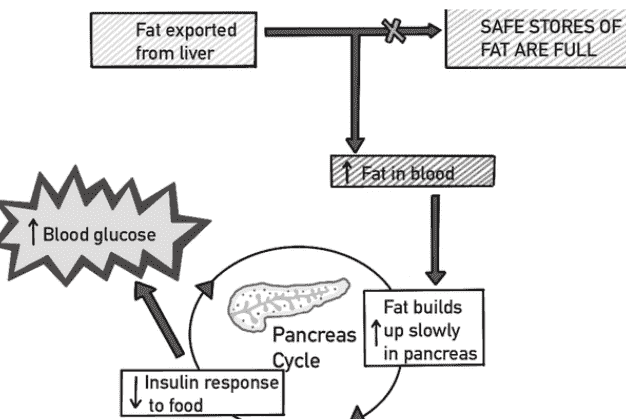 Fat exported
from liver
SAFE STORES OF
FAT ARE FULL
↑ Fat in blood
↑ Blood glucose
Fat builds
↑ up slowly
in pancreas
Pancreas
Cycle
↓ Insulin response
to food